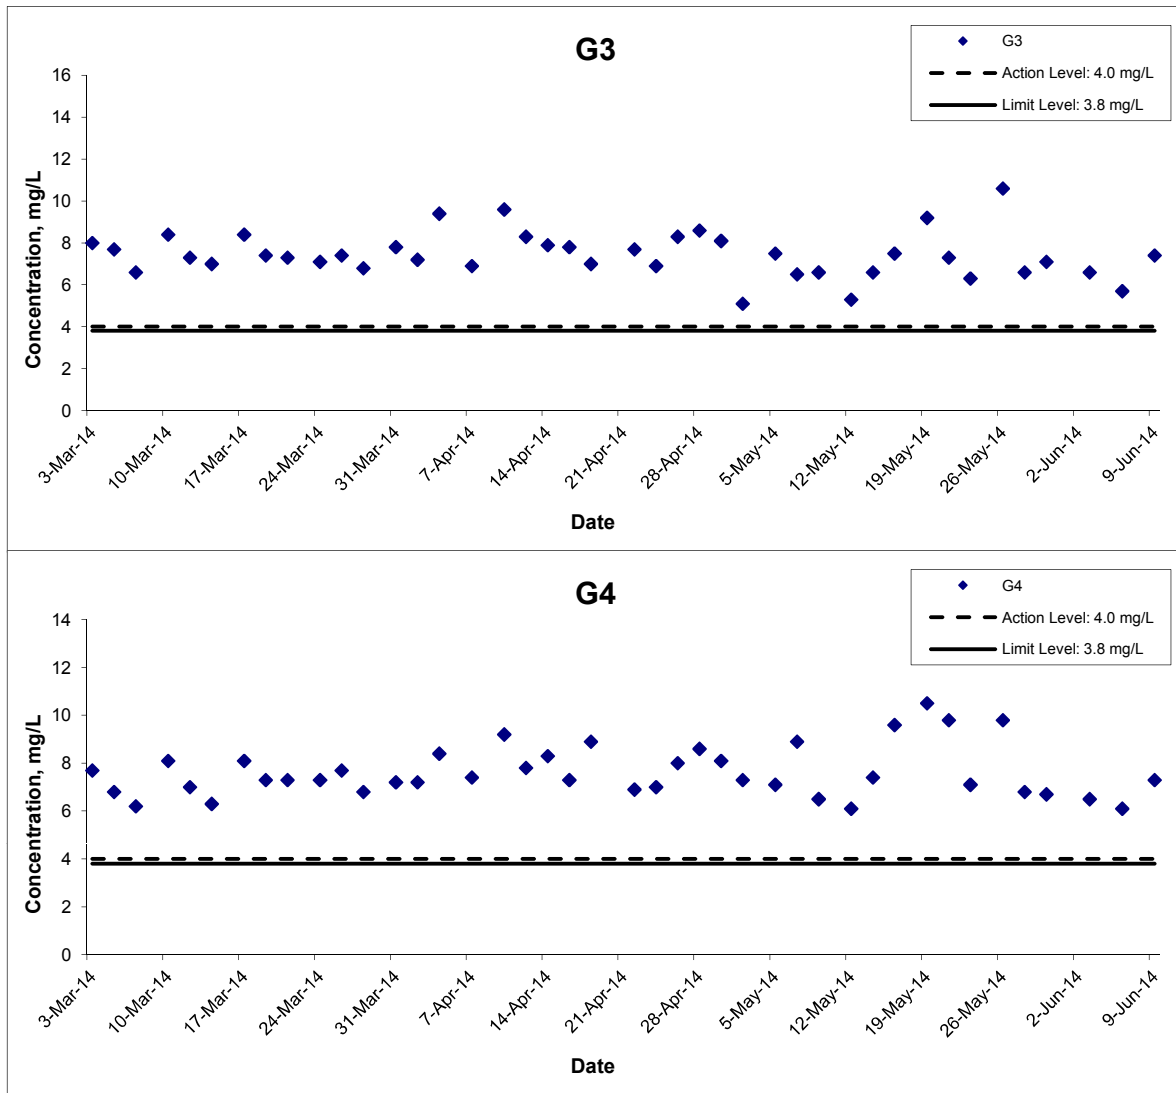 G3
G3
Action Level: 4.0 mg/L
Limit Level: 3.8 mg/L
Concentration, mg/L
16
14
12
10
8
6
4
2
0
3-Mar-14
10-Mar-14
17-Mar-14
24-Mar-14
31-Mar-14
7-Apr-14
14-Apr-14
21-Apr-14
28-Apr-14
5-May-14
12-May-14
19-May-14
26-May-14
2-Jun-14
9-Jun-14
Date
G4
G4
Action Level: 4.0 mg/L
Limit Level: 3.8 mg/L
Concentration, mg/L
14
12
10
8
6
4
2
0
3-Mar-14
10-Mar-14
17-Mar-14
24-Mar-14
31-Mar-14
7-Apr-14
14-Apr-14
21-Apr-14
28-Apr-14
5-May-14
12-May-14
19-May-14
26-May-14
2-Jun-14
9-Jun-14
Date